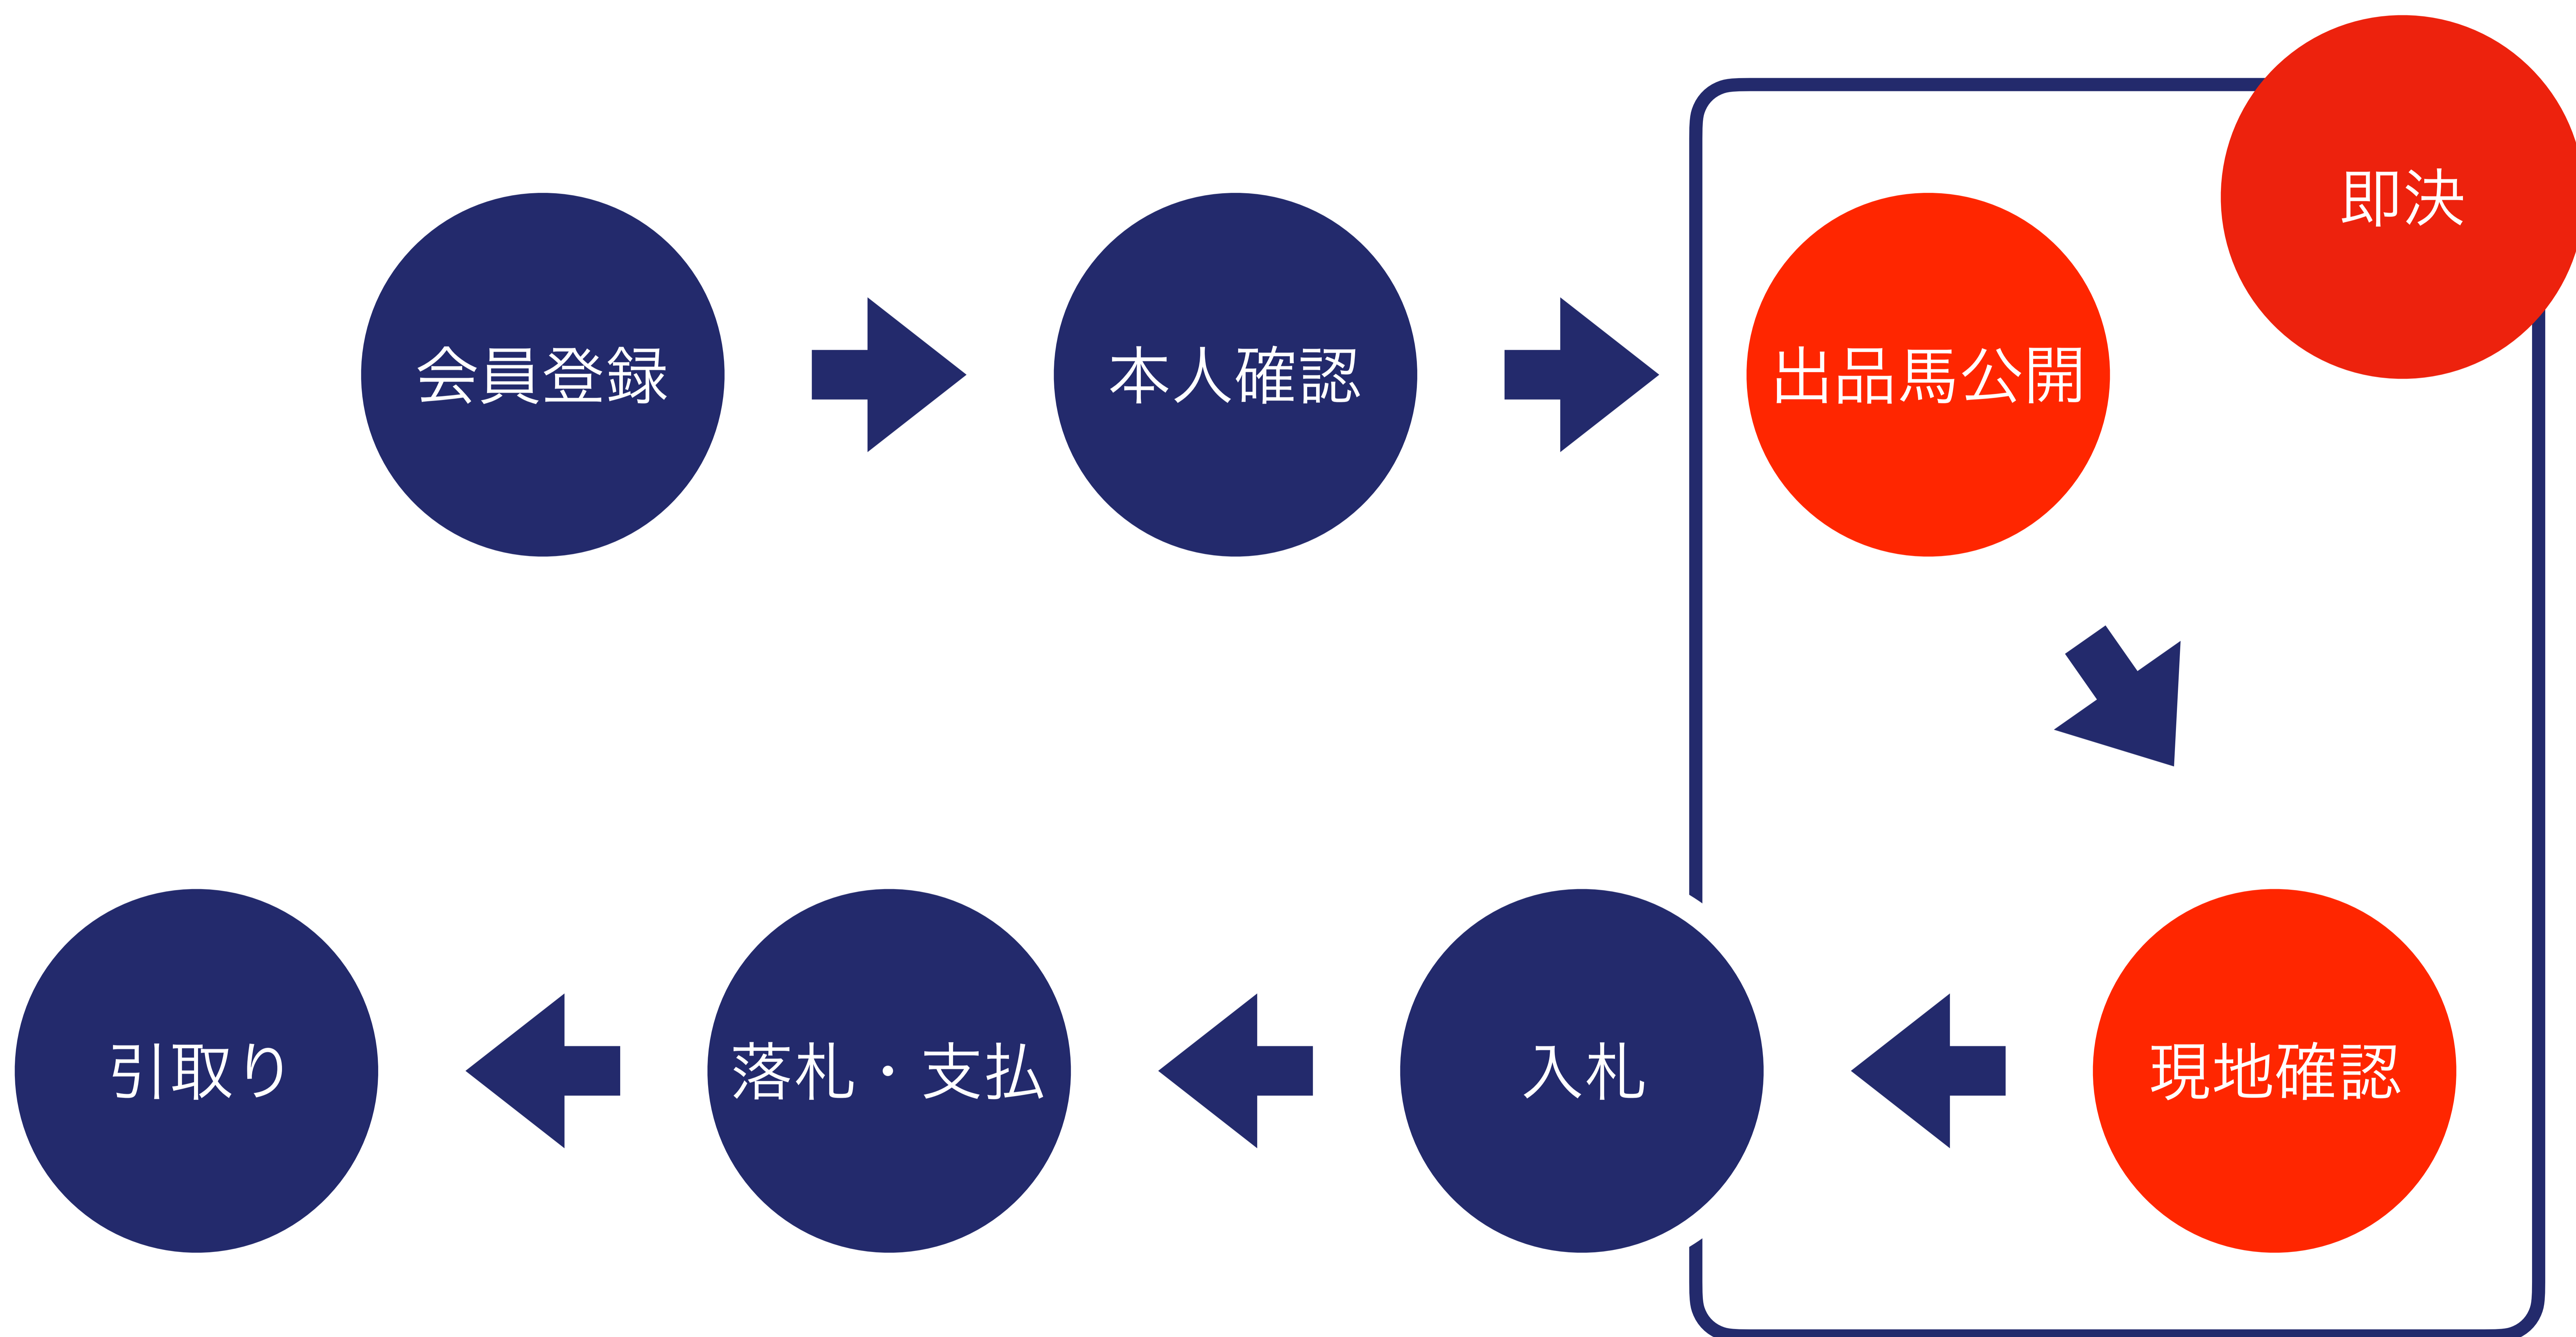 即決
会員登録
本人確認
出品馬公開
現地確認
入札
落札・支払
引取り